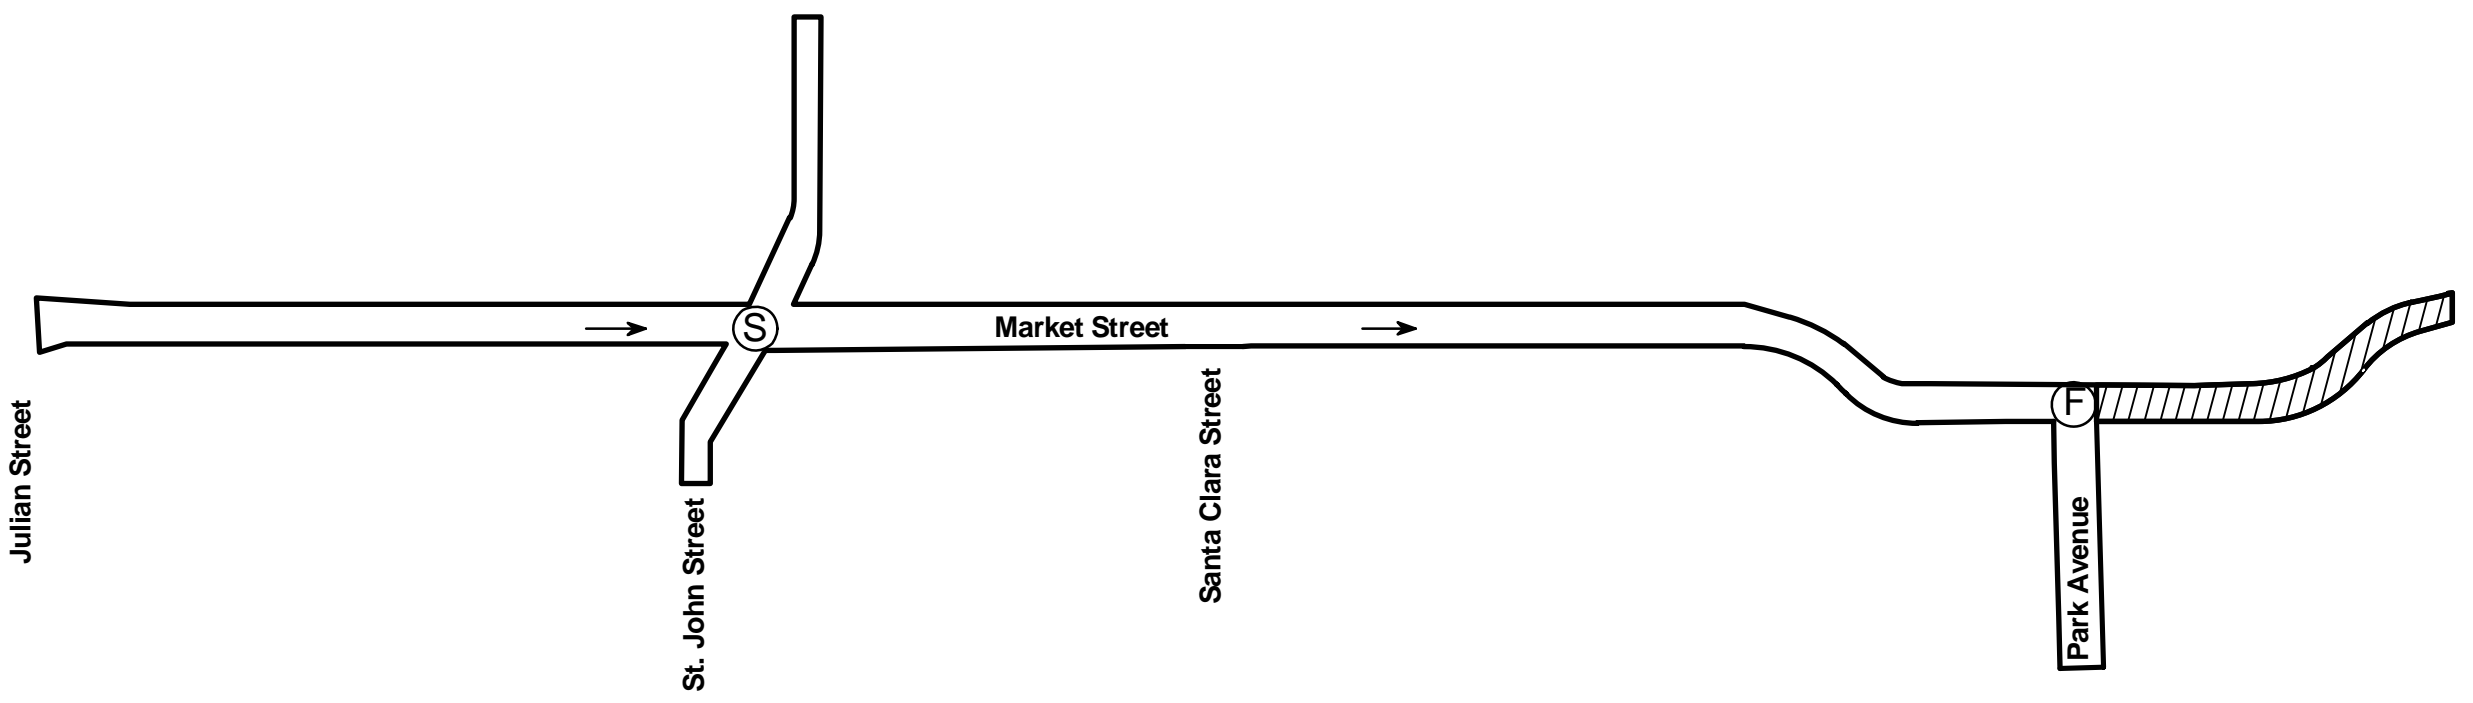 S
Market Street
F
Julian Street
St. John Street
Santa Clara Street
Park Avenue